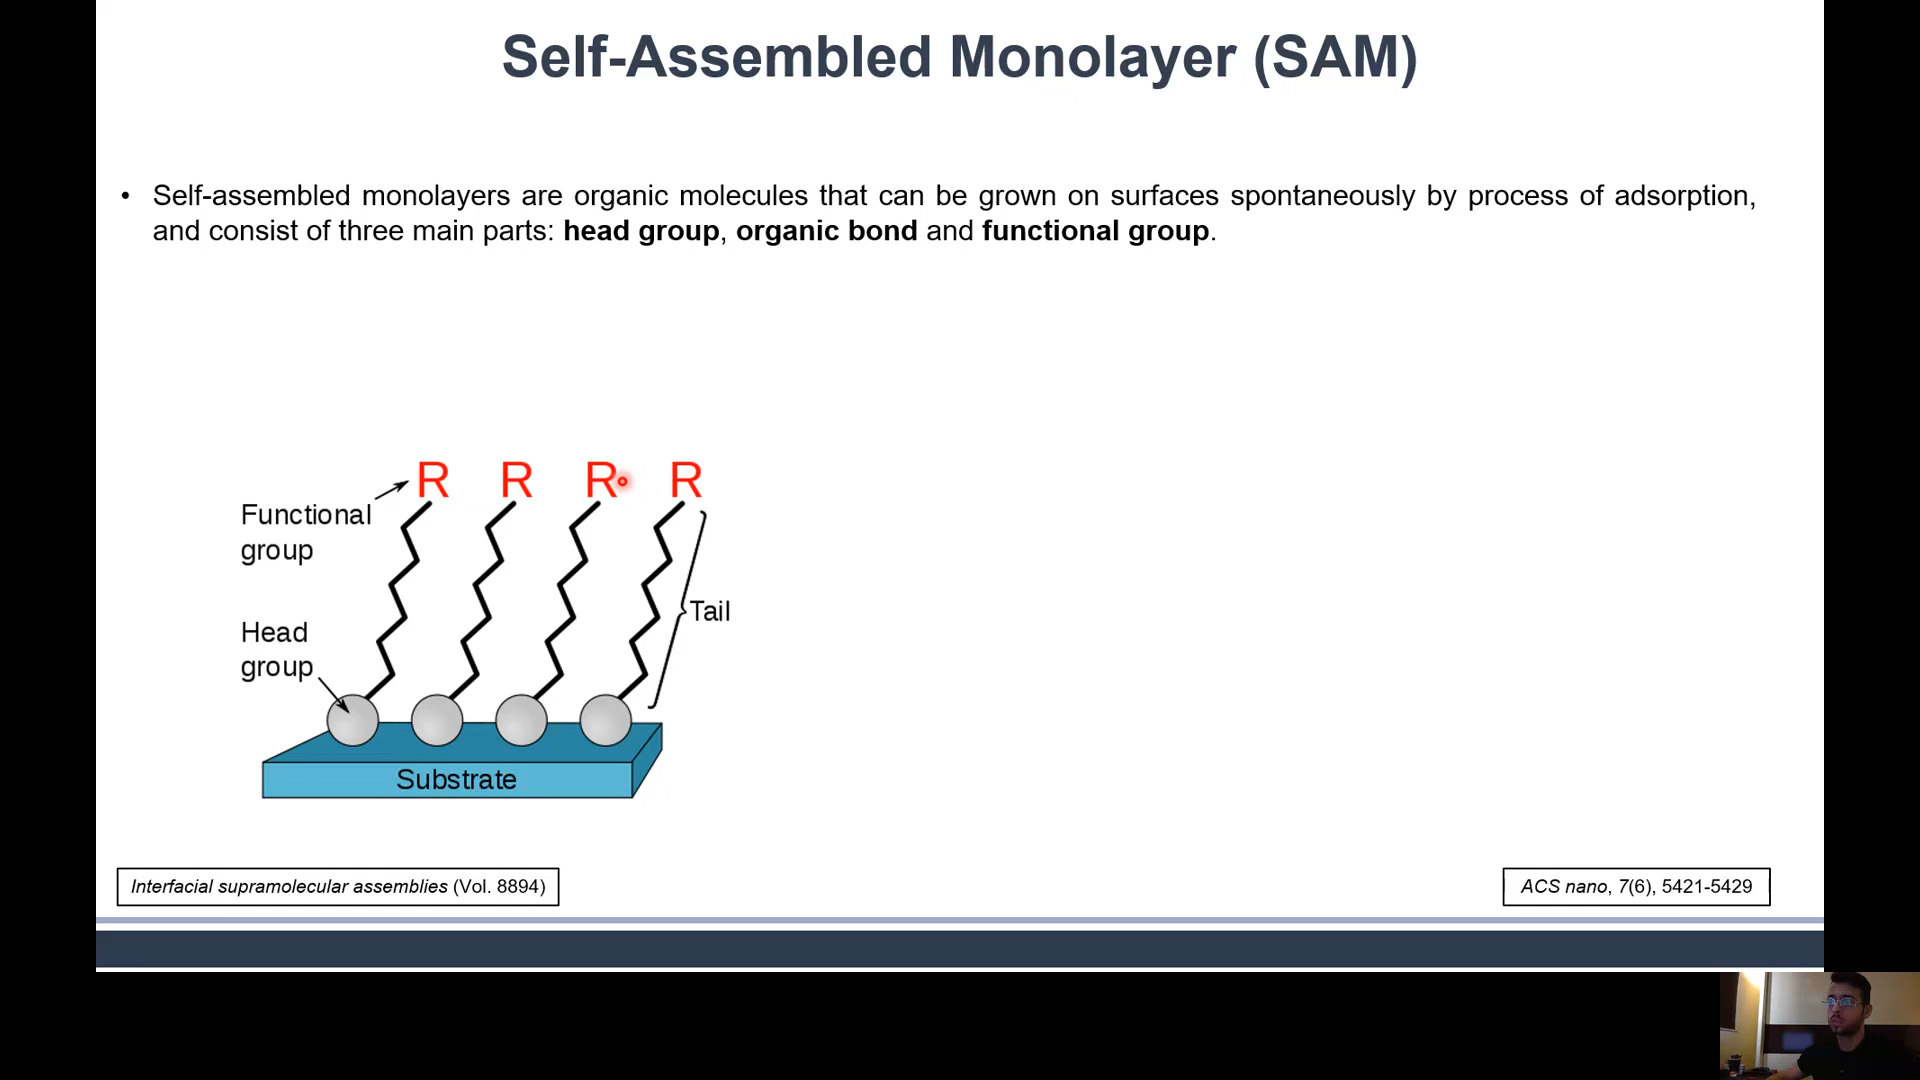 Self-Assembled Monolayer (SAM)
• Self-assembled monolayers are organic molecules that can be grown on surfaces spontaneously by process of adsorption,
and consist of three main parts: head group, organic bond and functional group.
R R R R
Functional
group
Head
group
Tail
Substrate
Interfacial supramolecular assemblies (Vol. 8894)
ACS nano, 7(6), 5421-5429